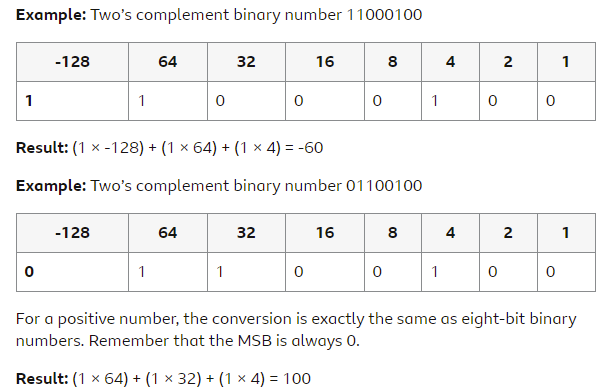 Example: Two’s complement binary number 11000100
-128 64 32 16 8 4 2 1
1 1 0 0 0 1 0 0
Result: (1 × -128) + (1 × 64) + (1 × 4) = -60
Example: Two’s complement binary number 01100100
-128 64 32 16 8 4 2 1
0 1 1 0 0 1 0 0
For a positive number, the conversion is exactly the same as eight-bit binary
numbers. Remember that the MSB is always 0.
Result: (1 × 64) + (1 × 32) + (1 × 4) = 100